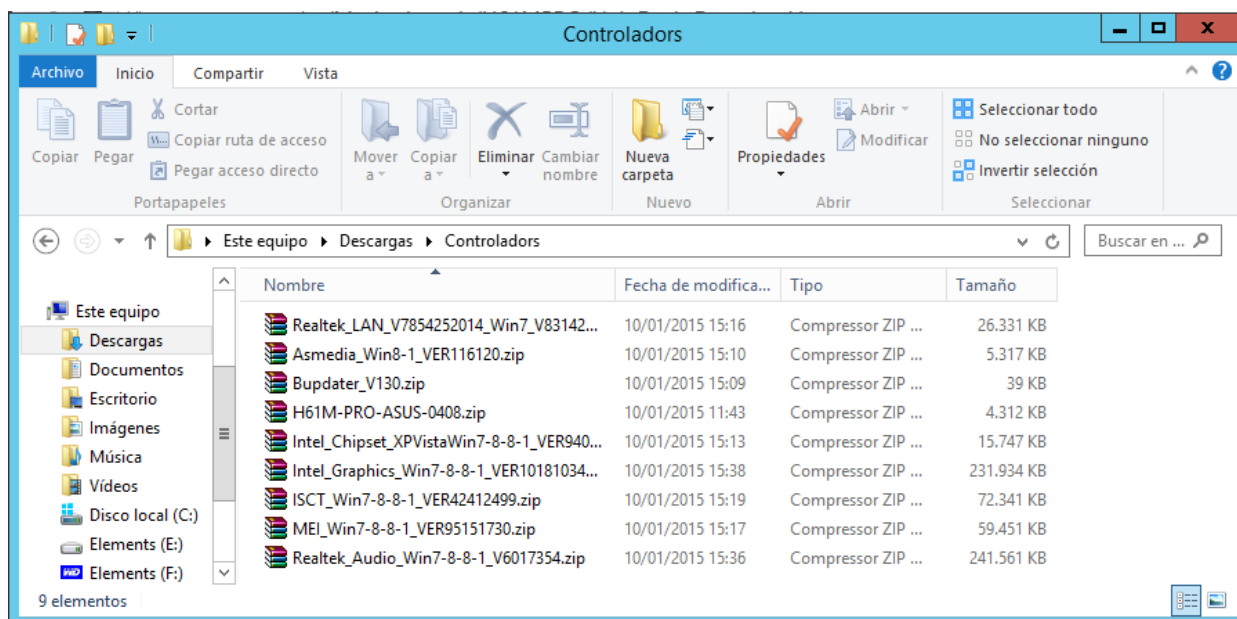 Controladors
Archivo Inicio Compartir Vista
Copiar
Pegar
Cortar
Copiar ruta de acceso
Pegar acceso directo
Portapapeles
Mover a
Copiar a
Eliminar
Cambiar nombre
Organizar
Nueva carpeta
Nuevo
Propiedades
Abrir
Modificar
Abrir
Seleccionar todo
No seleccionar ninguno
Invertir selección
Seleccionar
Este equipo Descargas Controladors
Buscar en ...
Este equipo
Descargas
Documentos
Escritorio
Imágenes
Música
Vídeos
Disco local (C:)
Elements (E:)
WD Elements (F:)
Nombre Fecha de modifica... Tipo Tamaño
Realtek_LAN_V7854252014_Win7_V83142... 10/01/2015 15:16 Compressor ZIP ... 26.331 KB
Asmedia_Win8-1_VER116120.zip 10/01/2015 15:10 Compressor ZIP ... 5.317 KB
Bupdater_V130.zip 10/01/2015 15:09 Compressor ZIP ... 39 KB
H61M-PRO-ASUS-0408.zip 10/01/2015 11:43 Compressor ZIP ... 4.312 KB
Intel_Chipset_XPVistaWin7-8-8-1_VER940... 10/01/2015 15:13 Compressor ZIP ... 15.747 KB
Intel_Graphics_Win7-8-8-1_VER10181034... 10/01/2015 15:38 Compressor ZIP ... 231.934 KB
ISCT_Win7-8-8-1_VER42412499.zip 10/01/2015 15:19 Compressor ZIP ... 72.341 KB
MEI_Win7-8-8-1_VER95151730.zip 10/01/2015 15:17 Compressor ZIP ... 59.451 KB
Realtek_Audio_Win7-8-8-1_V6017354.zip 10/01/2015 15:36 Compressor ZIP ... 241.561 KB
9 elementos